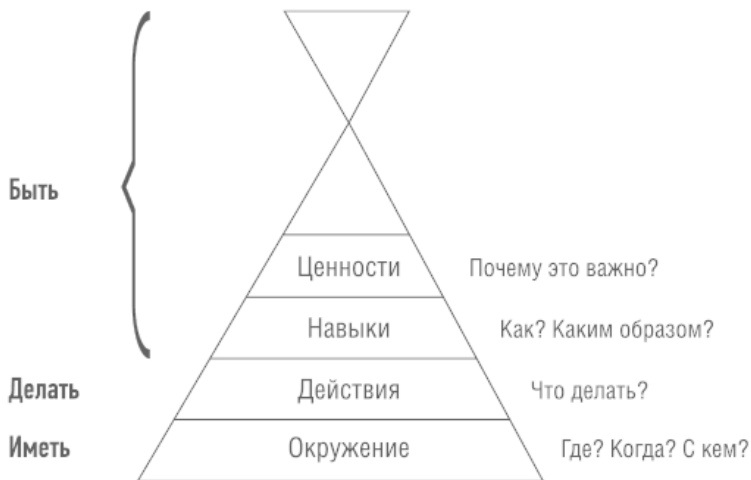 Быть
Ценности
Почему это важно?
Навыки
Как? Каким образом?
Делать
Действия
Что делать?
Иметь
Окружение
Где? Когда? С кем?